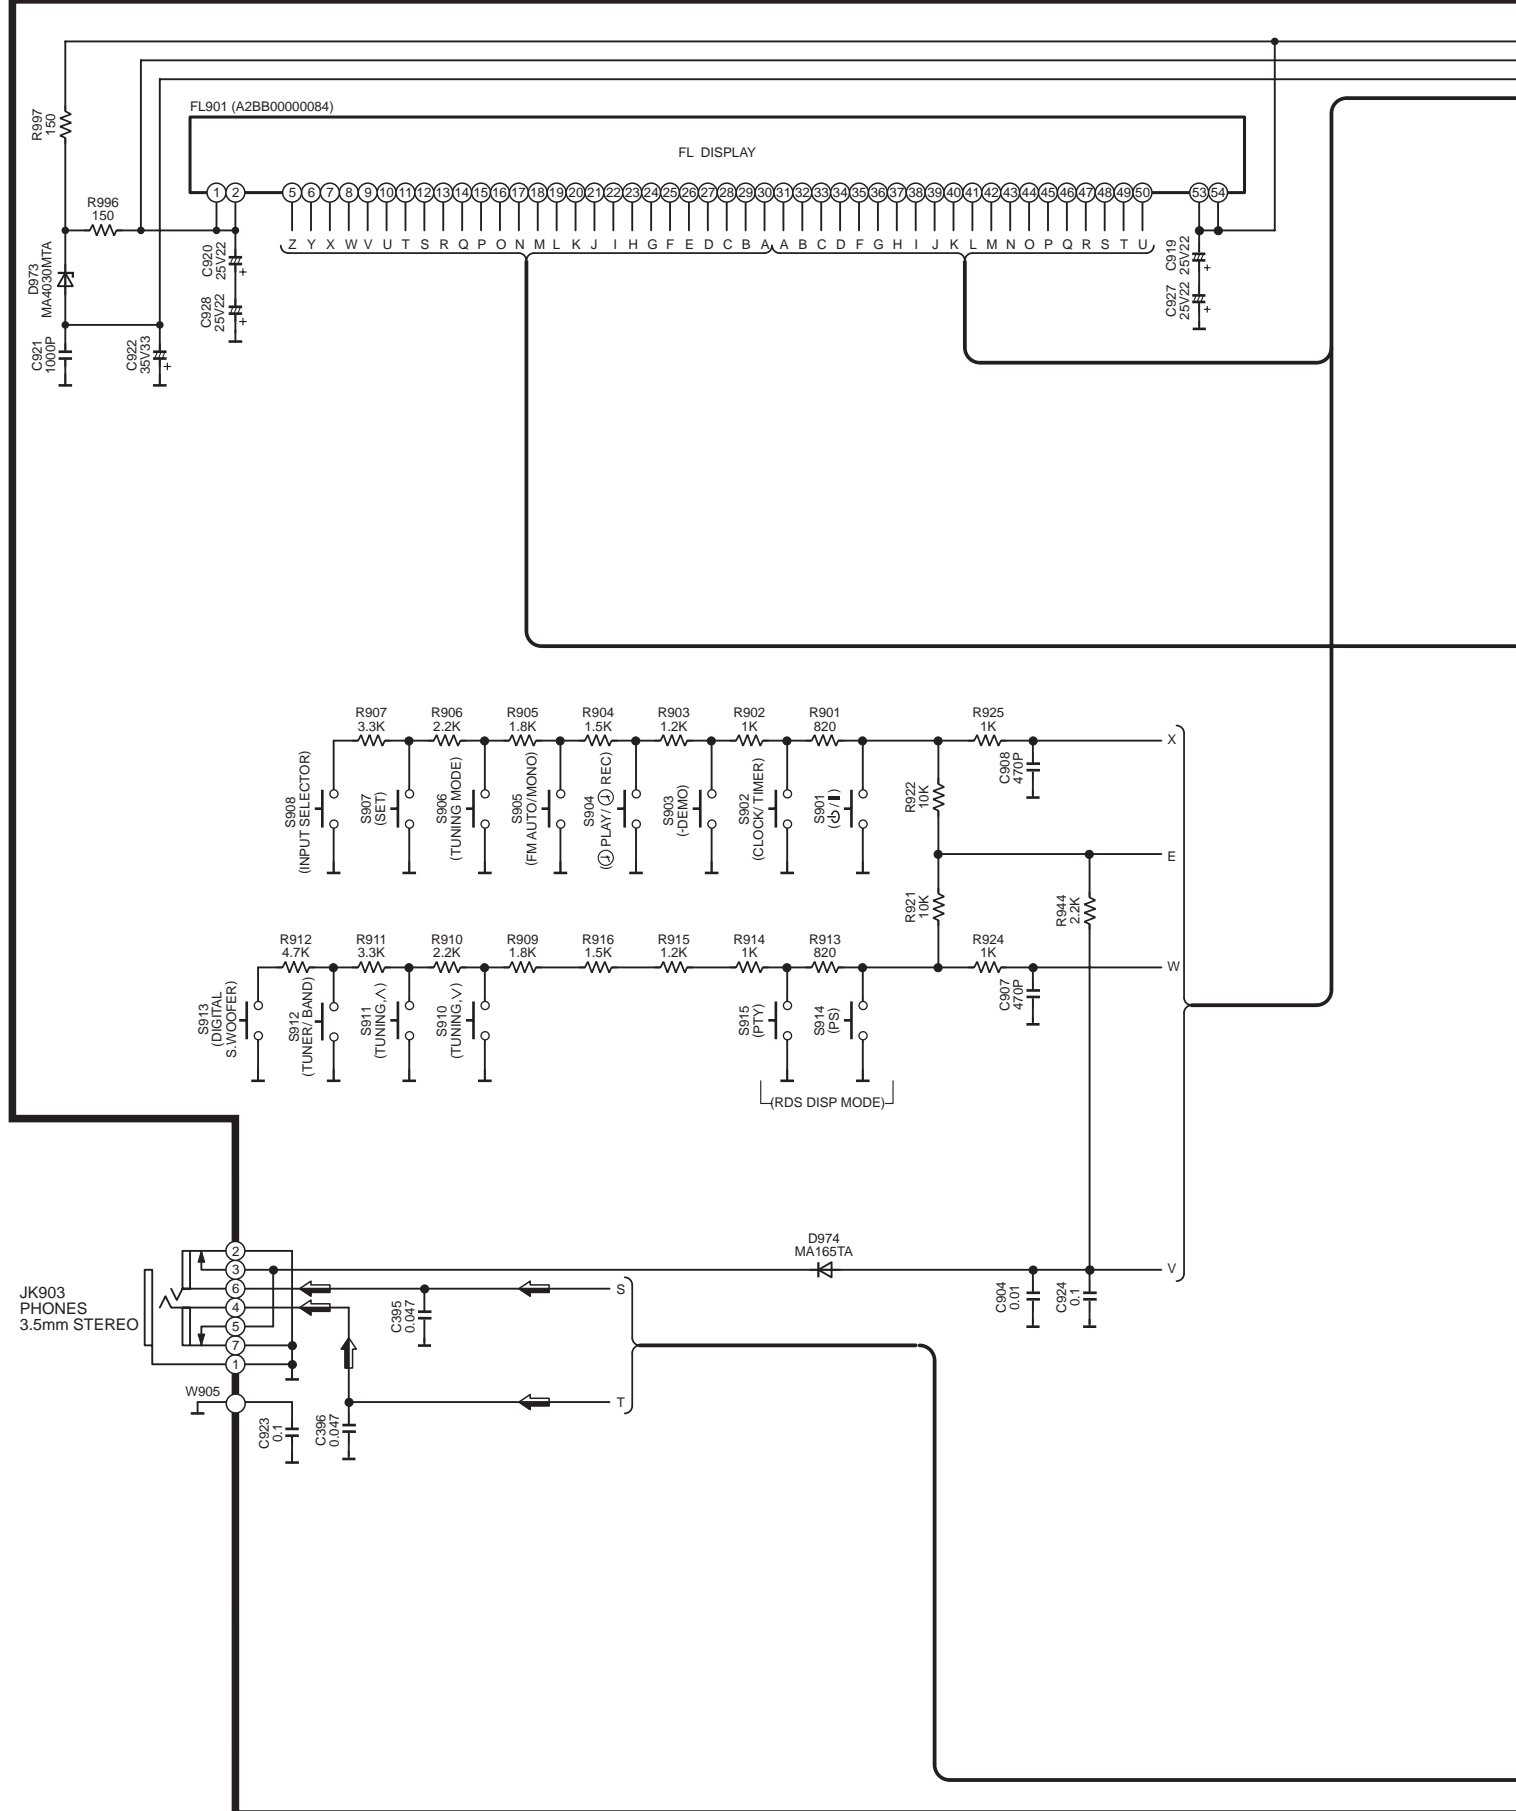 FL901 (A2BB00000084)
R997
150
FL DISPLAY
1 2 5 6 7 8 9 10 11 12 13 14 15 16 17 18 19 20 21 22 23 24 25 26 27 28 29 30 31 32 33 34 35 36 37 38 39 40 41 42 43 44 45 46 47 48 49 50 53 54
R996
150
Z Y X W V U T S R Q P O N M L K J I H G F E D C B A A B C D F G H I J K L M N O P Q R S T U
D973
MA4030MTA
C920
25V22
C928
25V22
C919
25V22
C927
25V22
C921
1000P
C922
35V33
R907
3.3K
R906
2.2K
R905
1.8K
R904
1.5K
R903
1.2K
R902
1K
R901
820
R925
1K
X
S908
(INPUT SELECTOR)
S907
(SET)
S906
(TUNING MODE)
S905
(FM AUTO/MONO)
S904
(PLAY/ REC)
S903
(-DEMO)
S902
(CLOCK/ TIMER)
S901
(⏻/I)
R922
10K
C908
470P
E
R921
10K
R944
2.2K
R912
4.7K
R911
3.3K
R910
2.2K
R909
1.8K
R916
1.5K
R915
1.2K
R914
1K
R913
820
R924
1K
W
S913
(DIGITAL
S.WOOFER)
S912
(TUNER/ BAND)
S911
(TUNING,∧)
S910
(TUNING,∨)
S915
(PTY)
S914
(PS)
C907
470P
(RDS DISP MODE)
D974
MA165TA
V
JK903
PHONES
3.5mm STEREO
2
3
6
4
5
7
1
S
C395
0.047
C904
0.01
C924
0.1
W905
T
C923
0.1
C396
0.047